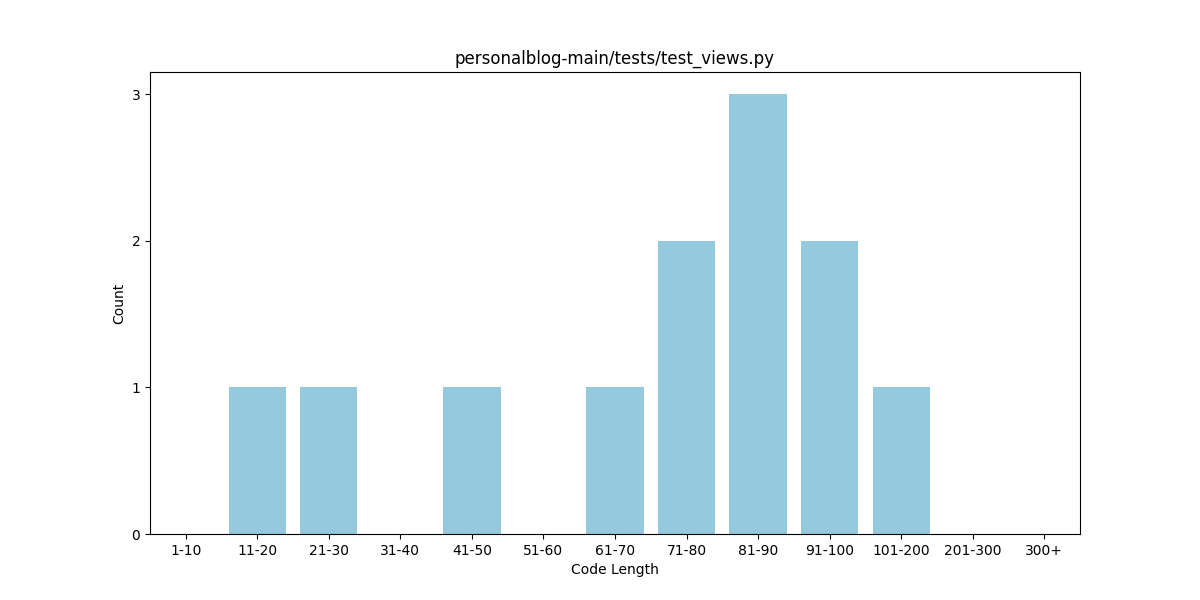 personalblog-main/tests/test_views.py
3
2
1
0
Count
1-10 11-20 21-30 31-40 41-50 51-60 61-70 71-80 81-90 91-100 101-200 201-300 300+
Code Length